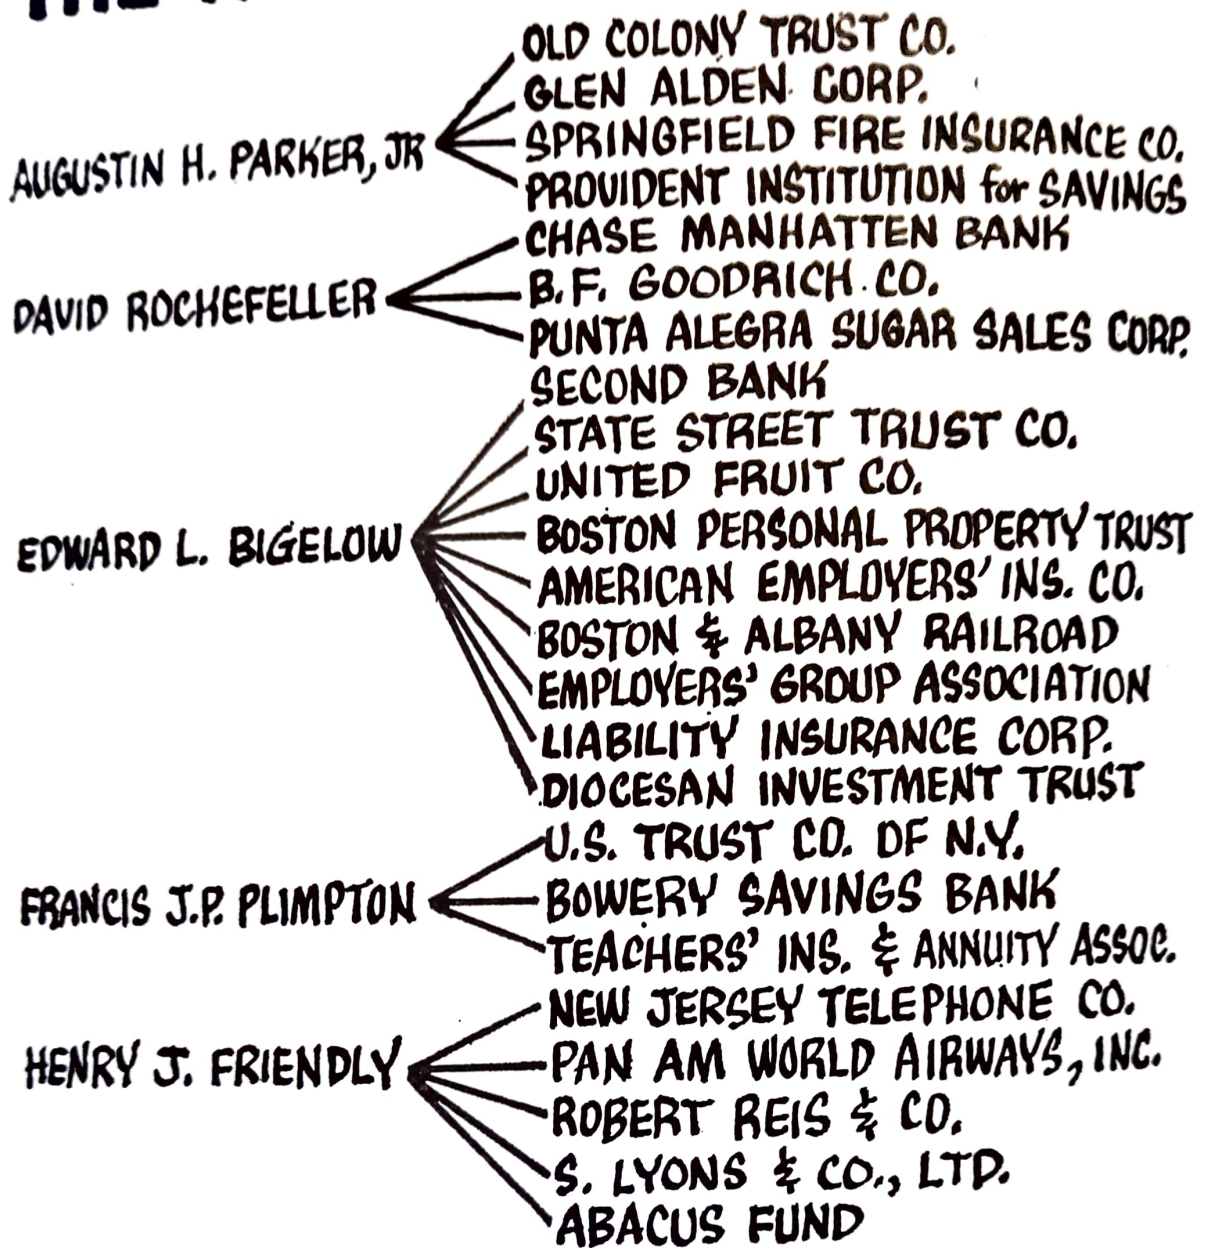 THE
OLD COLONY TRUST CO.
GLEN ALDEN CORP.
AUGUSTIN H. PARKER, JR
SPRINGFIELD FIRE INSURANCE CO.
PROVIDENT INSTITUTION for SAVINGS
CHASE MANHATTEN BANK
DAVID ROCHEFELLER
B.F. GOODRICH CO.
PUNTA ALEGRA SUGAR SALES CORP.
SECOND BANK
STATE STREET TRUST CO.
UNITED FRUIT CO.
EDWARD L. BIGELOW
BOSTON PERSONAL PROPERTY TRUST
AMERICAN EMPLOYERS' INS. CO.
BOSTON & ALBANY RAILROAD
EMPLOYERS' GROUP ASSOCIATION
LIABILITY INSURANCE CORP.
DIOCESAN INVESTMENT TRUST
U.S. TRUST CO. OF N.Y.
FRANCIS J.P. PLIMPTON
BOWERY SAVINGS BANK
TEACHERS' INS. & ANNUITY ASSOC.
NEW JERSEY TELEPHONE CO.
HENRY J. FRIENDLY
PAN AM WORLD AIRWAYS, INC.
ROBERT REIS & CO.
S. LYONS & CO., LTD.
ABACUS FUND